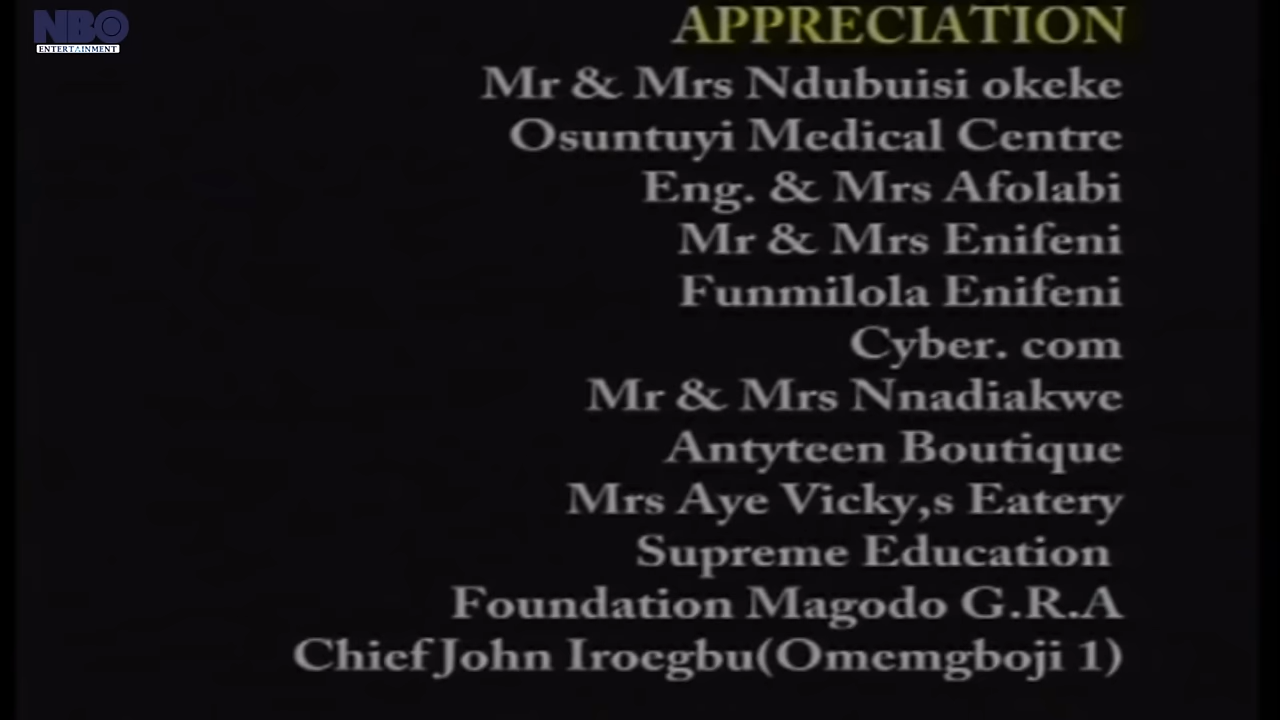 NBO
ENTERTAINMENT
APPRECIATION
Mr & Mrs Ndubuisi okeke
Osuntuyi Medical Centre
Eng. & Mrs Afolabi
Mr & Mrs Enifeni
Funmilola Enifeni
Cyber. com
Mr & Mrs Nnadiakwe
Antyteen Boutique
Mrs Aye Vicky,s Eatery
Supreme Education
Foundation Magodo G.R.A
Chief John Iroegbu(Omemgboji 1)